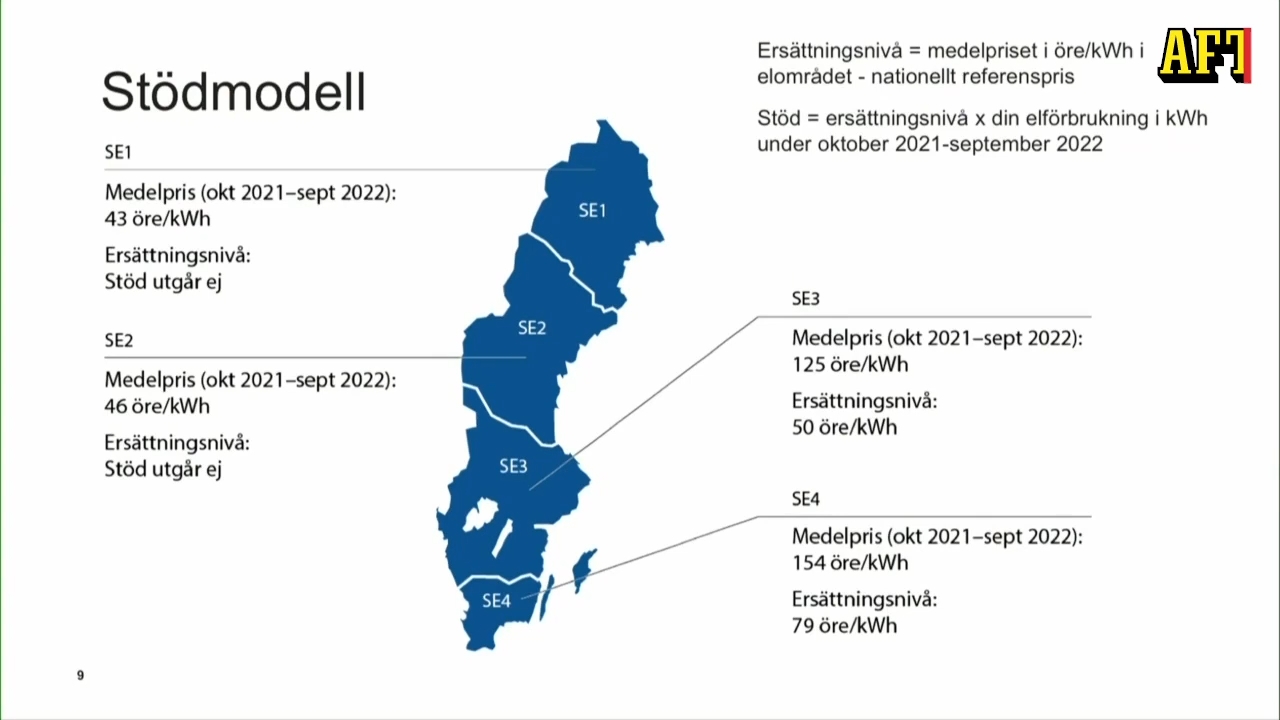 Stödmodell
Ersättningsnivå = medelpriset i öre/kWh i
elområdet - nationellt referenspris
Stöd = ersättningsnivå x din elförbrukning i kWh
under oktober 2021-september 2022
SE1
Medelpris (okt 2021–sept 2022):
43 öre/kWh
Ersättningsnivå:
Stöd utgår ej
SE2
Medelpris (okt 2021–sept 2022):
46 öre/kWh
Ersättningsnivå:
Stöd utgår ej
SE1
SE2
SE3
SE4
SE3
Medelpris (okt 2021–sept 2022):
125 öre/kWh
Ersättningsnivå:
50 öre/kWh
SE4
Medelpris (okt 2021–sept 2022):
154 öre/kWh
Ersättningsnivå:
79 öre/kWh
9